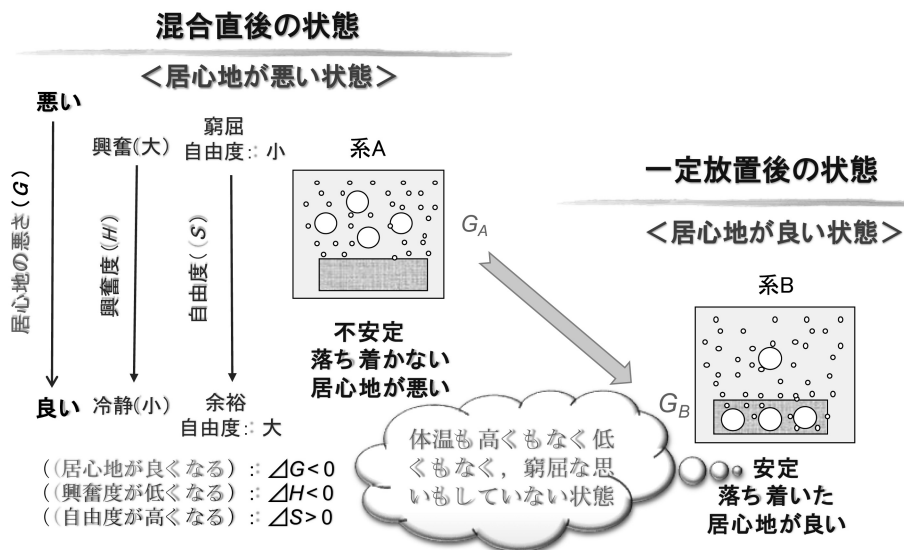 混合直後の状態
＜居心地が悪い状態＞
悪い
居心地の悪さ(G)
良い
興奮(大)
興奮度(H)
冷静(小)
窮屈
自由度：小
自由度((S)
余裕
自由度：大
系A
G_A
不安定
落ち着かない
居心地が悪い
一定放置後の状態
＜居心地が良い状態＞
系B
G_B
体温も高くもなく低
くもなく，窮屈な思
いもしていない状態
安定
落ち着いた
居心地が良い
((居心地が良くなる)：⊿G<0
((興奮度が低くなる)：⊿H<0
((自由度が高くなる)：⊿S>0